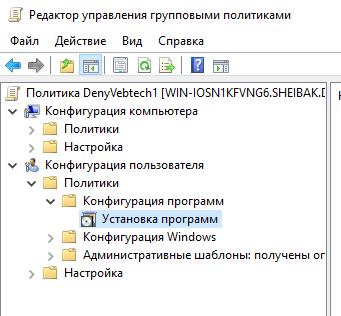 Редактор управления групповыми политиками
Файл Действие Вид Справка
Политика DenyVebtech1 [WIN-IOSN1KFVNG6.SHEIBAK.D
Конфигурация компьютера
Политики
Настройка
Конфигурация пользователя
Политики
Конфигурация программ
Установка программ
Конфигурация Windows
Административные шаблоны: получены оп
Настройка